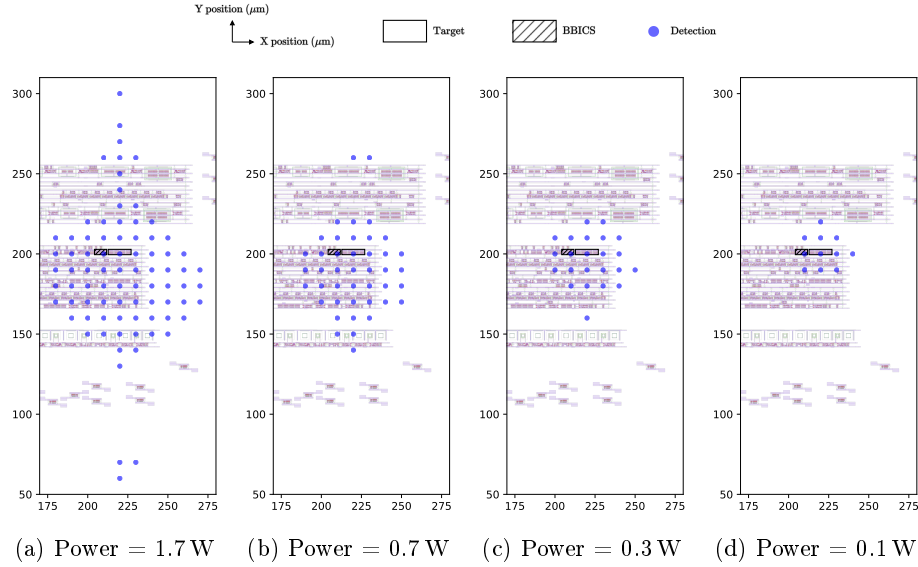 Y position (μm)
X position (μm)
Target
BBICS
Detection
300
250
200
150
100
50
175 200 225 250 275
300
250
200
150
100
50
175 200 225 250 275
300
250
200
150
100
50
175 200 225 250 275
300
250
200
150
100
50
175 200 225 250 275
(a) Power = 1.7 W
(b) Power = 0.7 W
(c) Power = 0.3 W
(d) Power = 0.1 W